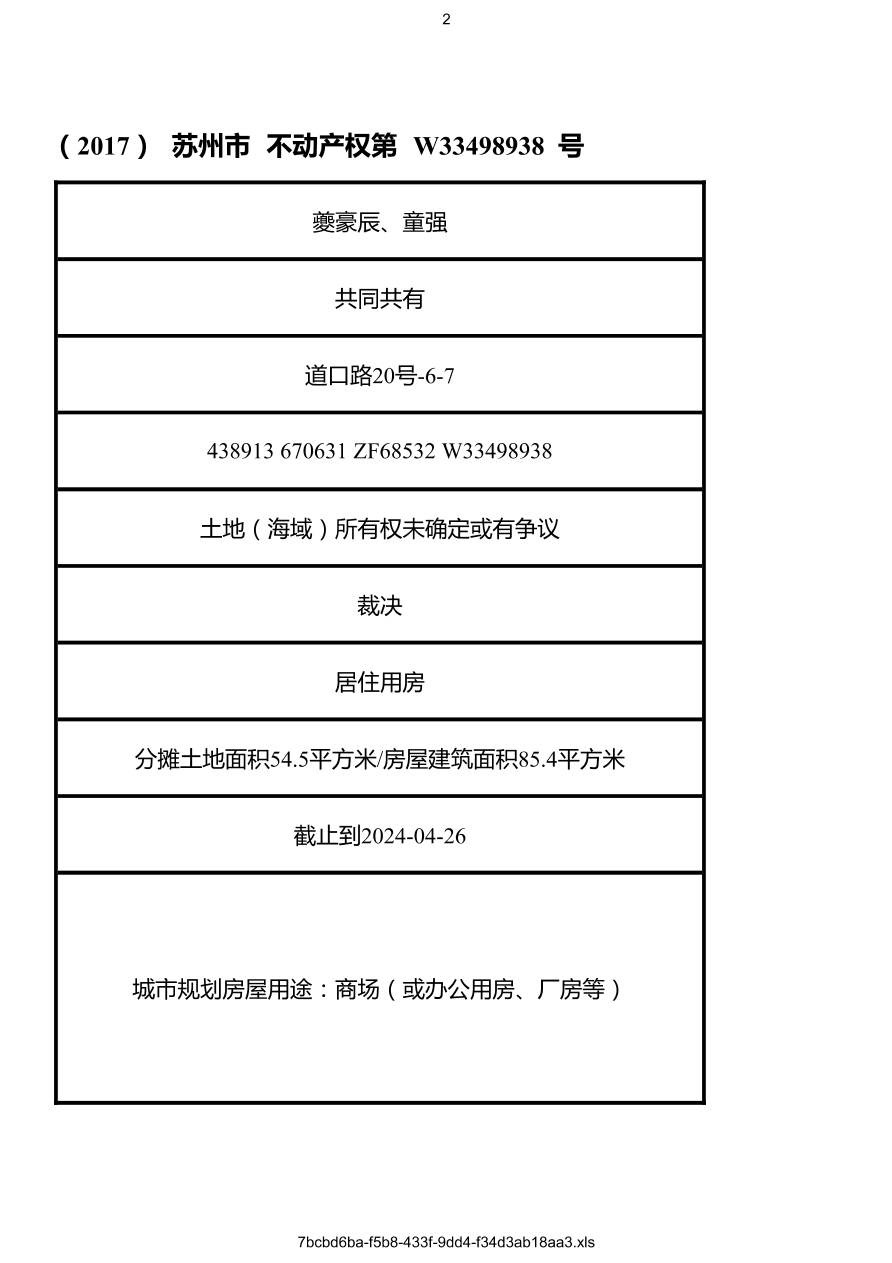 2
（2017） 苏州市 不动产权第 W33498938 号
夔豪辰、童强
共同共有
道口路20号-6-7
438913 670631 ZF68532 W33498938
土地（海域）所有权未确定或有争议
裁决
居住用房
分摊土地面积54.5平方米/房屋建筑面积85.4平方米
截止到2024-04-26
城市规划房屋用途：商场（或办公用房、厂房等）
7bcbd6ba-f5b8-433f-9dd4-f34d3ab18aa3.xls